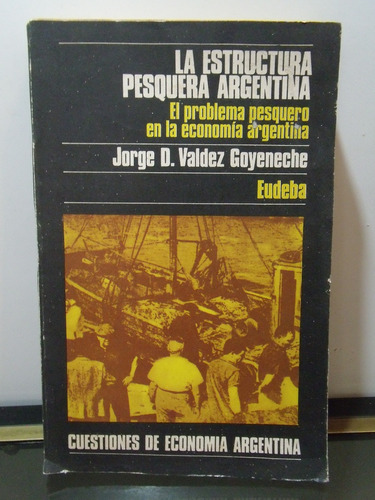 LA ESTRUCTURA
PESQUERA ARGENTINA
El problema pesquero
en la economía argentina
Jorge D. Valdez Goyeneche
Eudeba
CUESTIONES DE ECONOMIA ARGENTINA